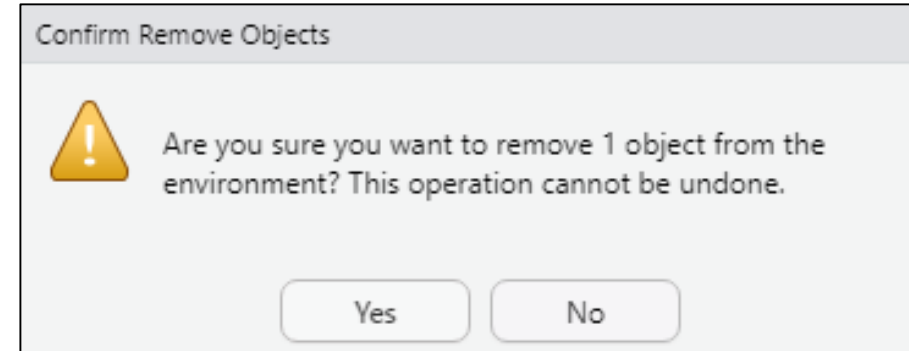 Confirm Remove Objects
Are you sure you want to remove 1 object from the
environment? This operation cannot be undone.
Yes
No